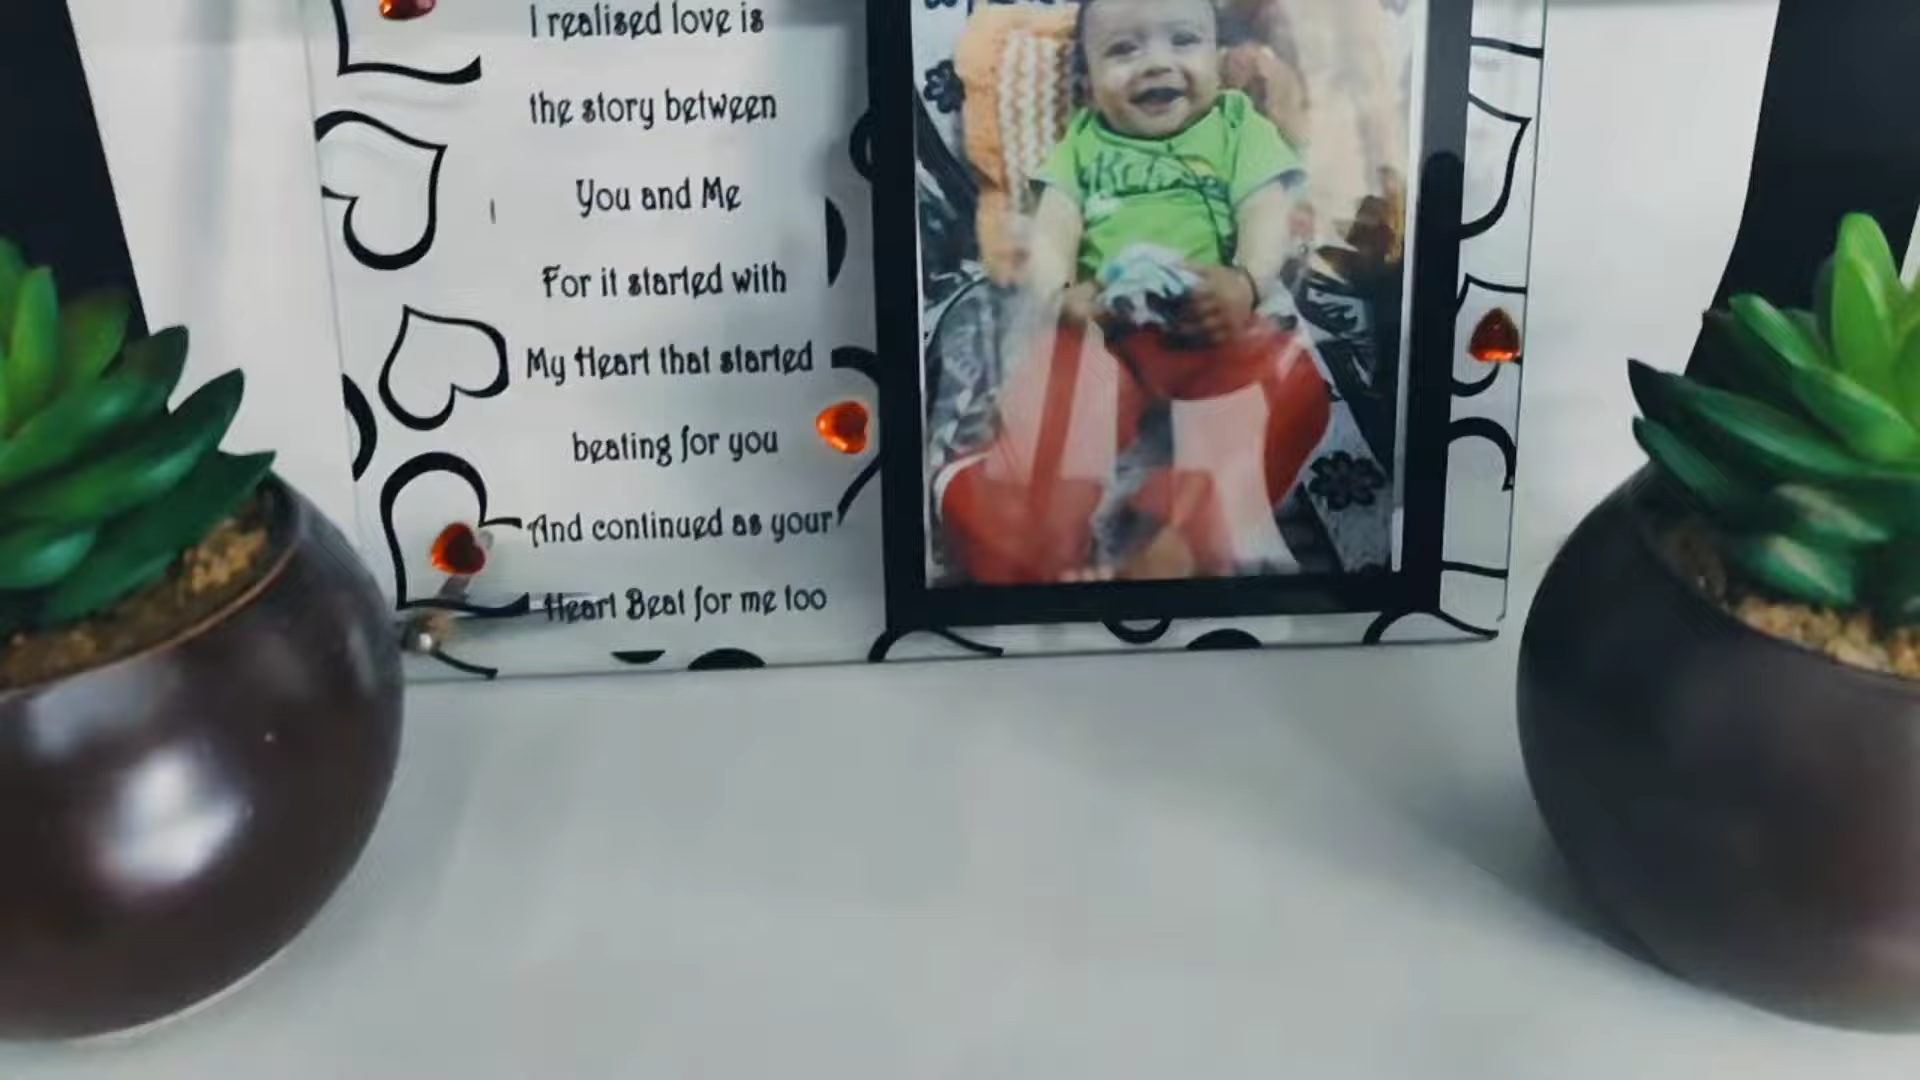 I realised love is
the story between
You and Me
For it started with
My Heart that started
beating for you
And continued as your
Heart Beat for me too